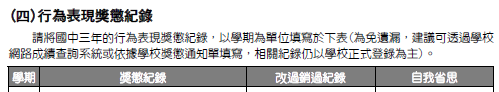 (四)行為表現獎懲紀錄
請將國中三年的行為表現獎懲紀錄，以學期為單位填寫於下表(為免遺漏，建議可透過學校
網路成績查詢系統或依據學校獎懲通知單填寫，相關紀錄仍以學校正式登錄為主)。
學期 獎懲紀錄 改過銷過紀錄 自我省思